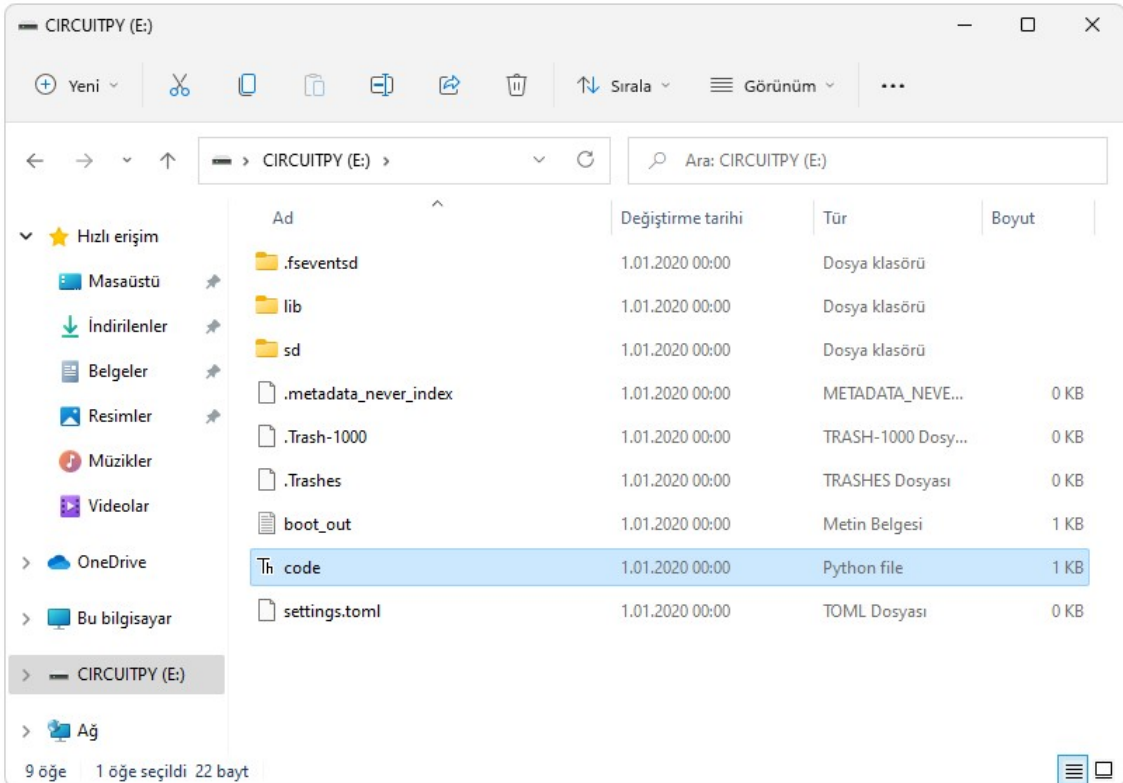 CIRCUITPY (E:)
Yeni Sırala Görünüm ...
CIRCUITPY (E:) Ara: CIRCUITPY (E:)
Ad Değiştirme tarihi Tür Boyut
Hızlı erişim
Masaüstü
İndirilenler
Belgeler
Resimler
Müzikler
Videolar
OneDrive
Bu bilgisayar
CIRCUITPY (E:)
Ağ
.fseventsd 1.01.2020 00:00 Dosya klasörü
lib 1.01.2020 00:00 Dosya klasörü
sd 1.01.2020 00:00 Dosya klasörü
.metadata_never_index 1.01.2020 00:00 METADATA_NEVE... 0 KB
.Trash-1000 1.01.2020 00:00 TRASH-1000 Dosy... 0 KB
.Trashes 1.01.2020 00:00 TRASHES Dosyası 0 KB
boot_out 1.01.2020 00:00 Metin Belgesi 1 KB
Th code 1.01.2020 00:00 Python file 1 KB
settings.toml 1.01.2020 00:00 TOML Dosyası 0 KB
9 öğe 1 öğe seçildi 22 bayt